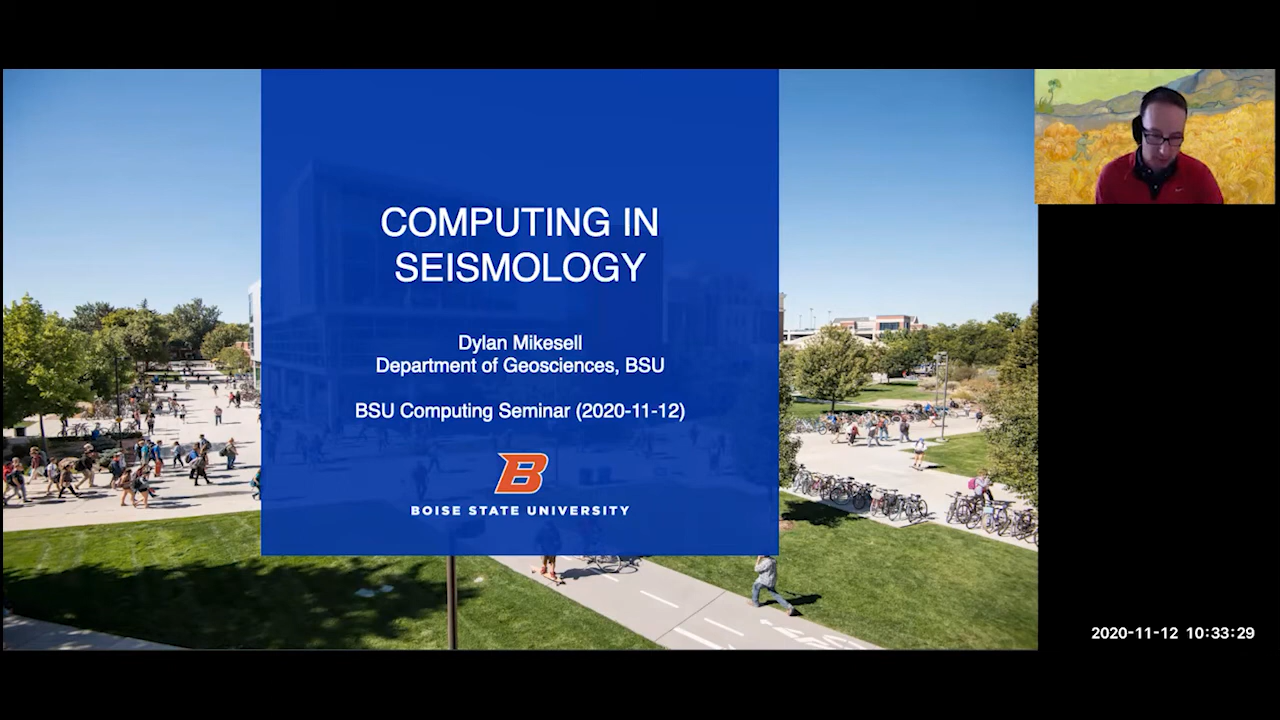 COMPUTING IN
SEISMOLOGY
Dylan Mikesell
Department of Geosciences, BSU
BSU Computing Seminar (2020-11-12)
B
BOISE STATE UNIVERSITY
2020-11-12 10:33:29